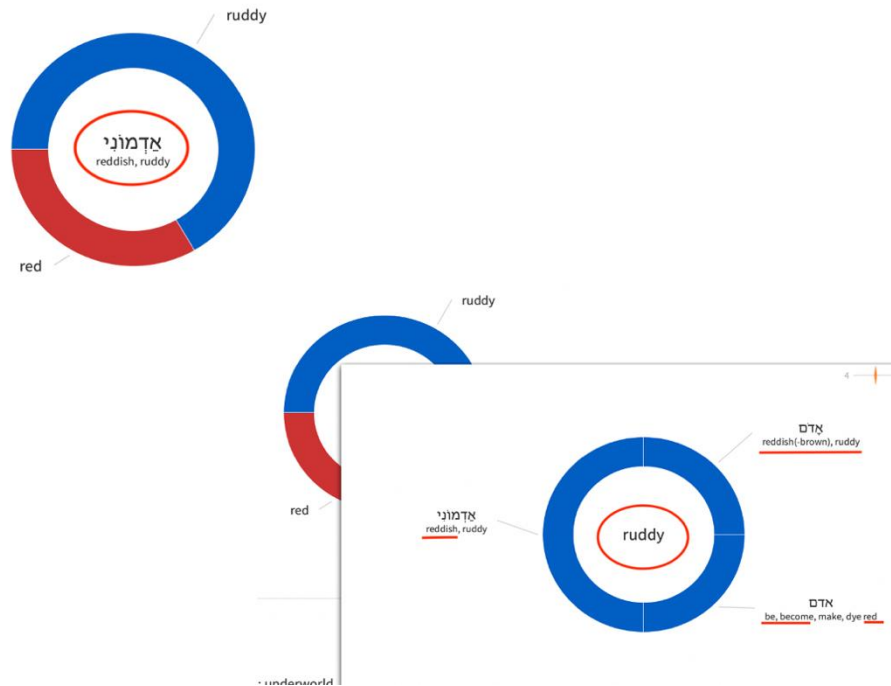 ruddy
אַדְמוֹנִי
reddish, ruddy
red
ruddy
red
4
אָדֹם
reddish(-brown), ruddy
אַדְמוֹנִי
reddish, ruddy
ruddy
אדם
be, become, make, dye red
: underworld